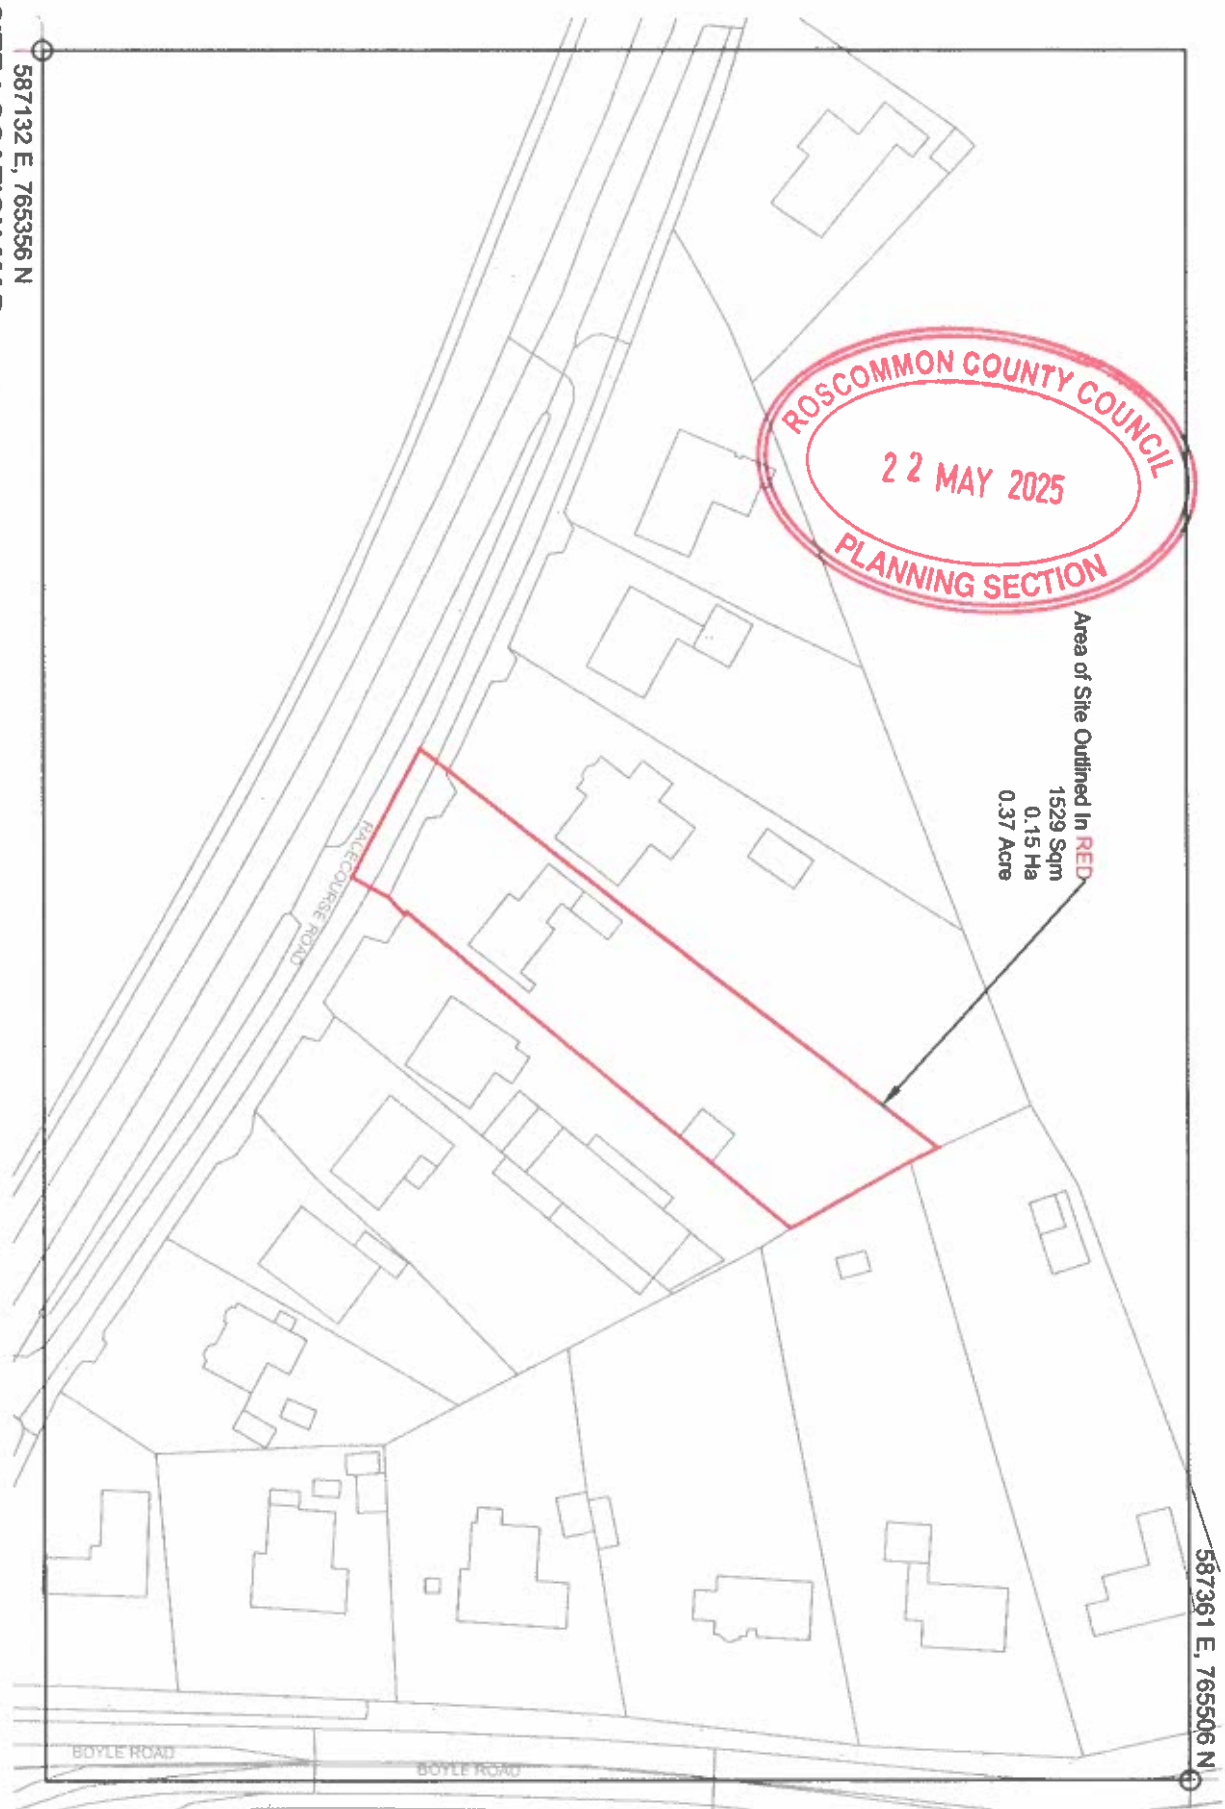 587132 E, 765356 N
ROSCOMMON COUNTY COUNCIL
22 MAY 2025
PLANNING SECTION
Area of Site Outlined In RED
1529 Sqm
0.15 Ha
0.37 Acre
RACECOURSE ROAD
BOYLE ROAD
BOYLE ROAD
587361 E, 765506 N